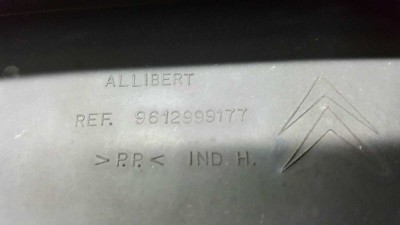 ALLIBERT
REF. 9612999177
>P.P.< IND H.